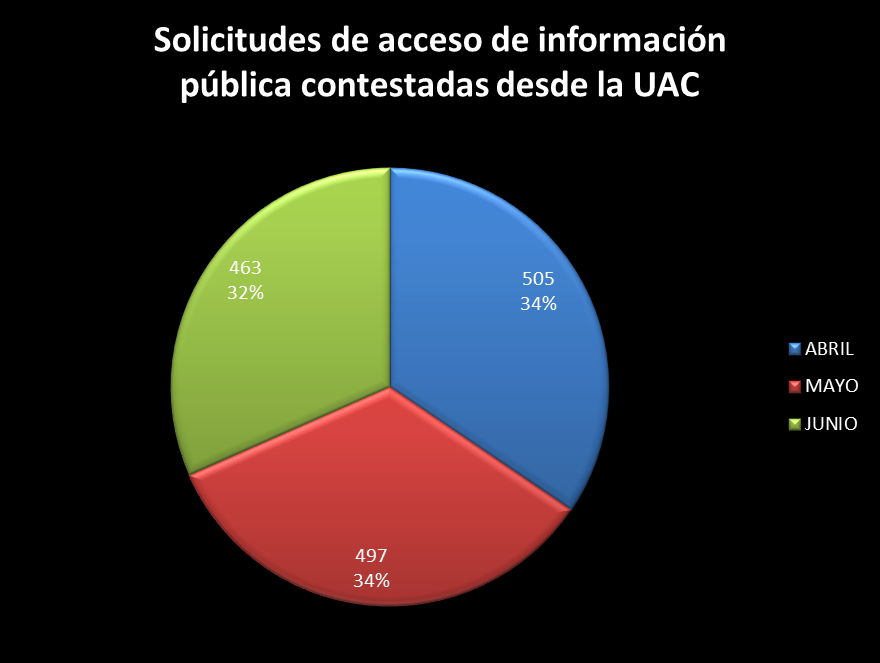 Solicitudes de acceso de información
pública contestadas desde la UAC
463
32%
505
34%
497
34%
ABRIL
MAYO
JUNIO